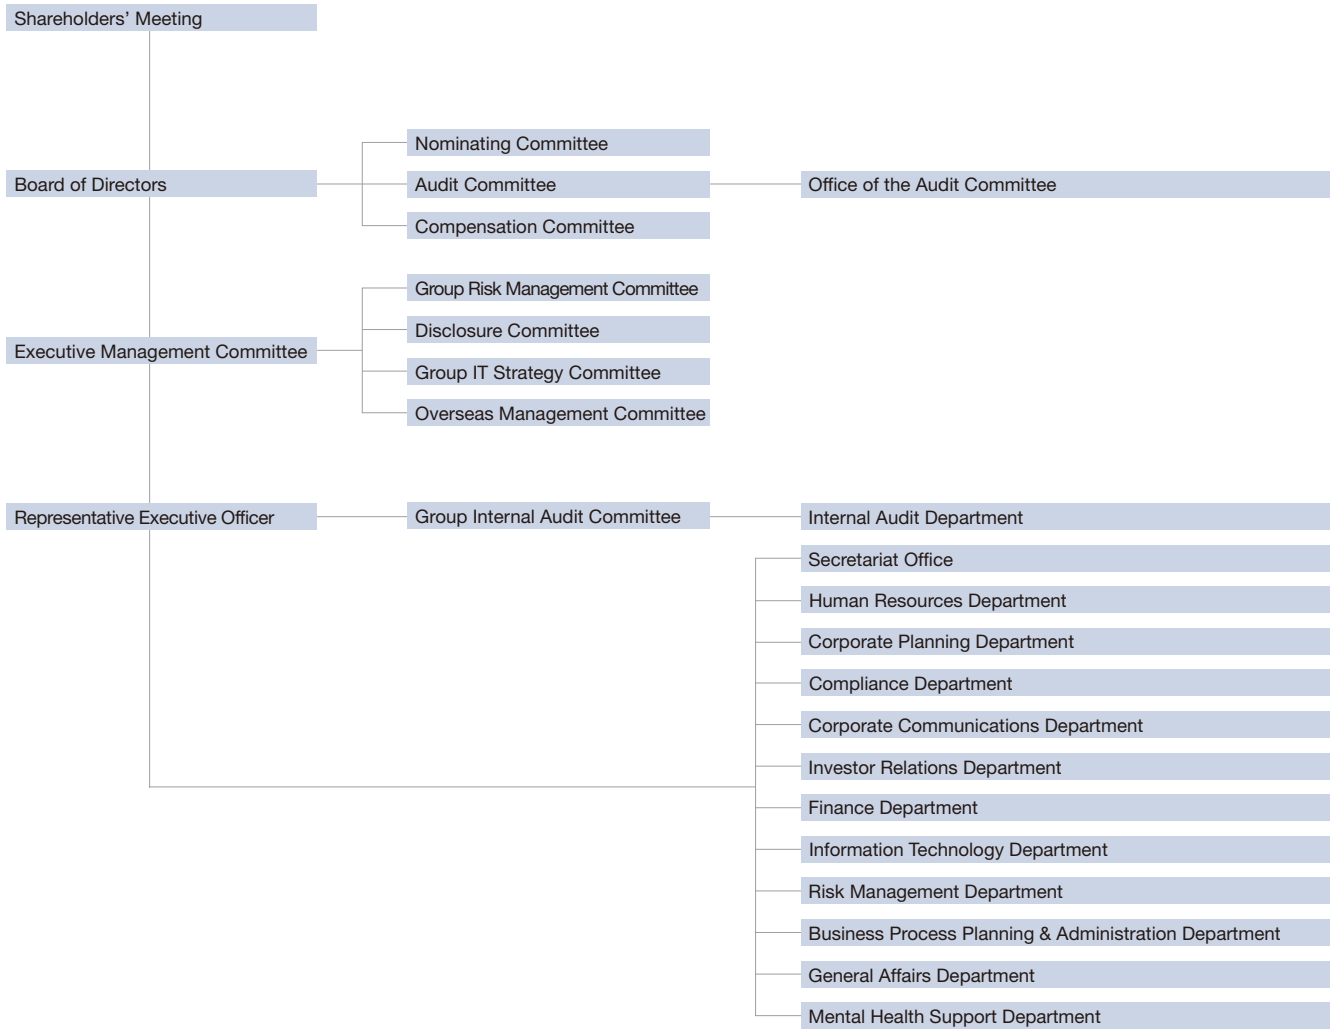 Shareholders’ Meeting
Nominating Committee
Board of Directors
Audit Committee
Office of the Audit Committee
Compensation Committee
Group Risk Management Committee
Disclosure Committee
Executive Management Committee
Group IT Strategy Committee
Overseas Management Committee
Representative Executive Officer
Group Internal Audit Committee
Internal Audit Department
Secretariat Office
Human Resources Department
Corporate Planning Department
Compliance Department
Corporate Communications Department
Investor Relations Department
Finance Department
Information Technology Department
Risk Management Department
Business Process Planning & Administration Department
General Affairs Department
Mental Health Support Department